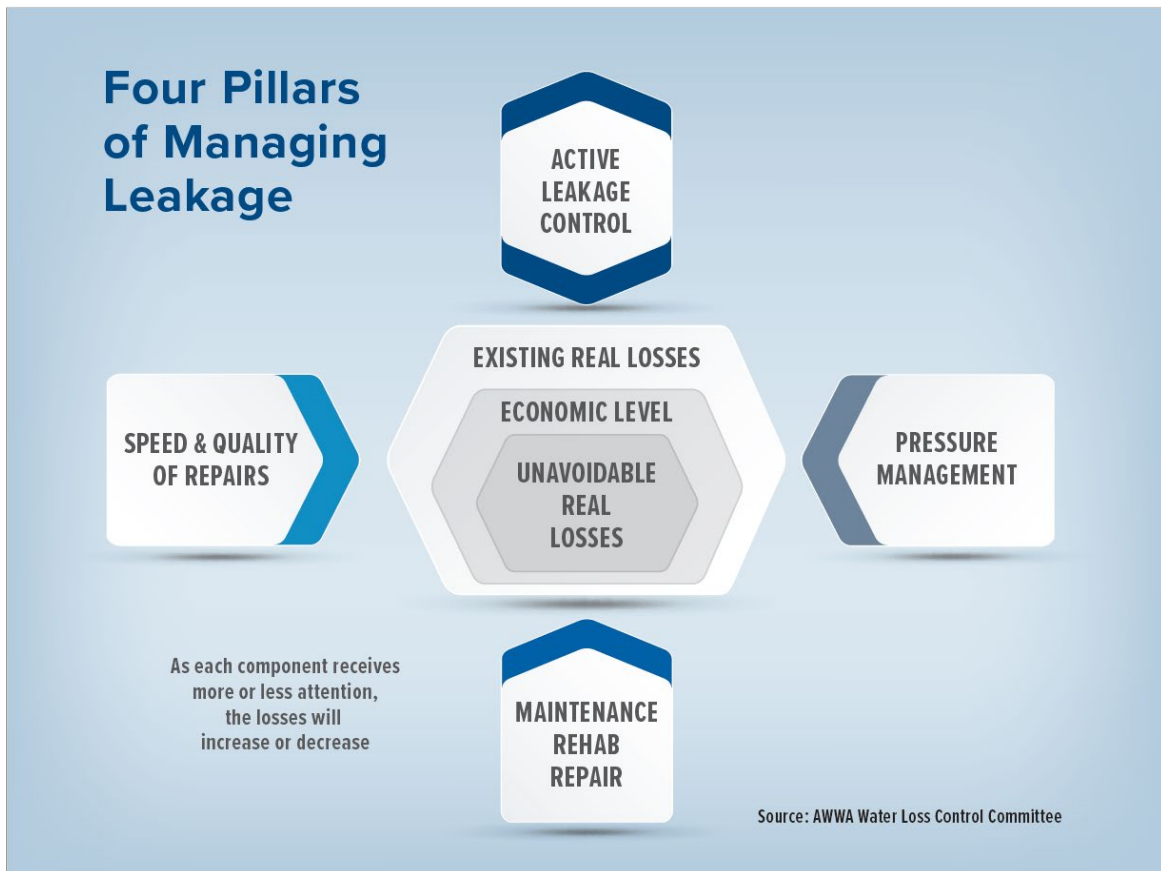 Four Pillars
of Managing
Leakage
ACTIVE
LEAKAGE
CONTROL
EXISTING REAL LOSSES
ECONOMIC LEVEL
UNAVOIDABLE
REAL
LOSSES
SPEED & QUALITY
OF REPAIRS
PRESSURE
MANAGEMENT
As each component receives
more or less attention,
the losses will
increase or decrease
MAINTENANCE
REHAB
REPAIR
Source: AWWA Water Loss Control Committee